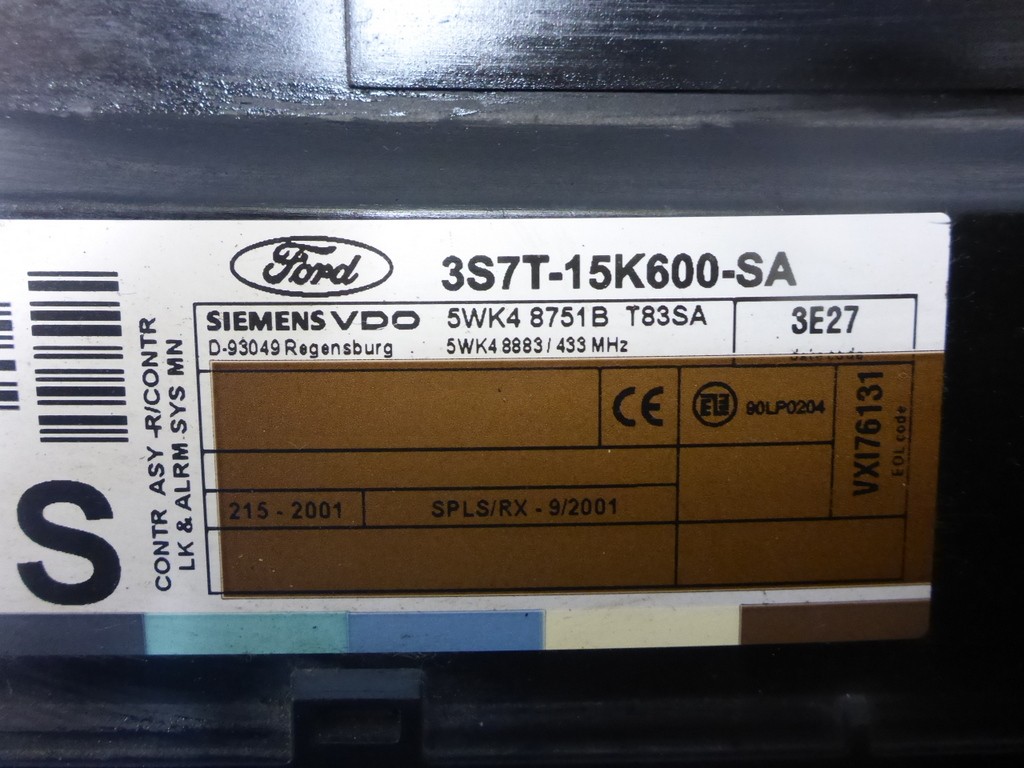 Ford 3S7T-15K600-SA
SIEMENS VDO 5WK4 8751B T83SA 3E27
D-93049 Regensburg 5WK4 8883 / 433 MHz
CE 90LP0204
VXI76131
EOL code
215 - 2001 SPLS/RX - 9/2001
CONTR ASY -R/CONTR
LK & ALRM-SYS MN.
S